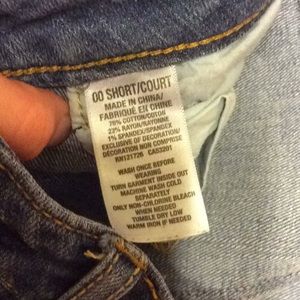 00 SHORT/COURT
MADE IN CHINA/
FABRIQUÉ EN CHINE
76% COTTON/COTON
23% RAYON/RAYONNE
1% SPANDEX/SPANDEX
EXCLUSIVE OF DECORATION/
DÉCORATION NON COMPRISE
RN121726 CA53201
WASH ONCE BEFORE
WEARING
TURN GARMENT INSIDE OUT
MACHINE WASH COLD
SEPARATELY
ONLY NON-CHLORINE BLEACH
WHEN NEEDED
TUMBLE DRY LOW
WARM IRON IF NEEDED